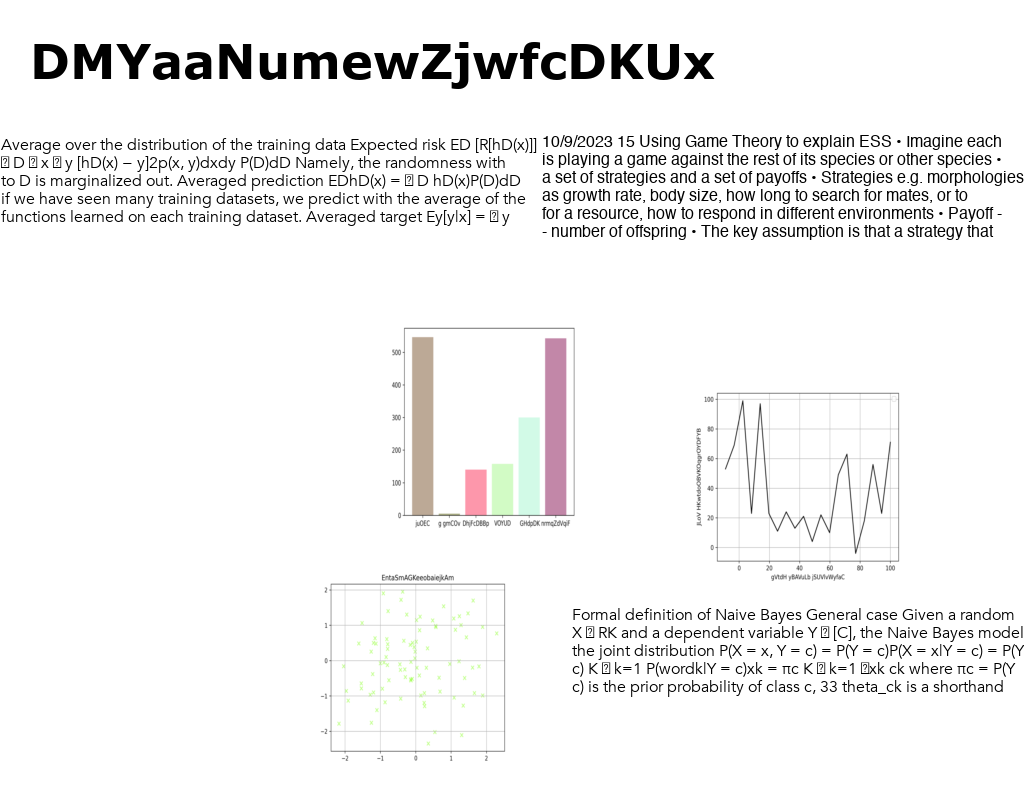 DMYaaNumewZjwfcDKUx
Average over the distribution of the training data Expected risk ED [R[hD(x)]]
D x y [hD(x) − y]2p(x, y)dxdy P(D)dD Namely, the randomness with
to D is marginalized out. Averaged prediction EDhD(x) = D hD(x)P(D)dD
if we have seen many training datasets, we predict with the average of the
functions learned on each training dataset. Averaged target Ey[y|x] = y
10/9/2023 15 Using Game Theory to explain ESS • Imagine each
is playing a game against the rest of its species or other species •
a set of strategies and a set of payoffs • Strategies e.g. morphologies
as growth rate, body size, how long to search for mates, or to
for a resource, how to respond in different environments • Payoff -
- number of offspring • The key assumption is that a strategy that
500
400
300
200
100
0
juOEC g gmCOv DhjFcDBBp VOYUD GHdpDK nrmqZdVqiF
100
80
60
40
20
0
0 20 40 60 80 100
EntaSmAGKeeobaiejkAm
2
1
0
−1
−2
−2 −1 0 1 2
Formal definition of Naive Bayes General case Given a random
X RK and a dependent variable Y [C], the Naive Bayes model
the joint distribution P(X = x, Y = c) = P(Y = c)P(X = x|Y = c) = P(Y
c) K k=1 P(wordk|Y = c)xk = πc K k=1 xk ck where πc = P(Y
c) is the prior probability of class c, 33 theta_ck is a shorthand